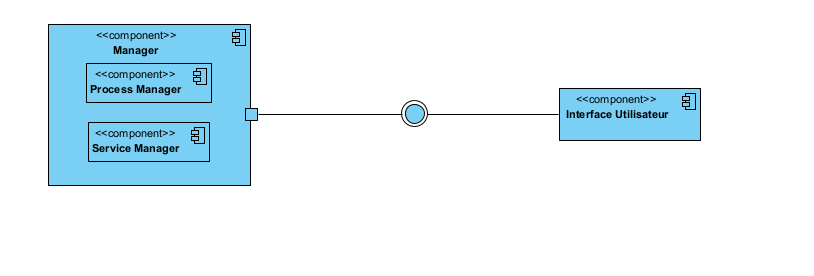 <<component>>
Manager
<<component>>
Process Manager
<<component>>
Service Manager
<<component>>
Interface Utilisateur